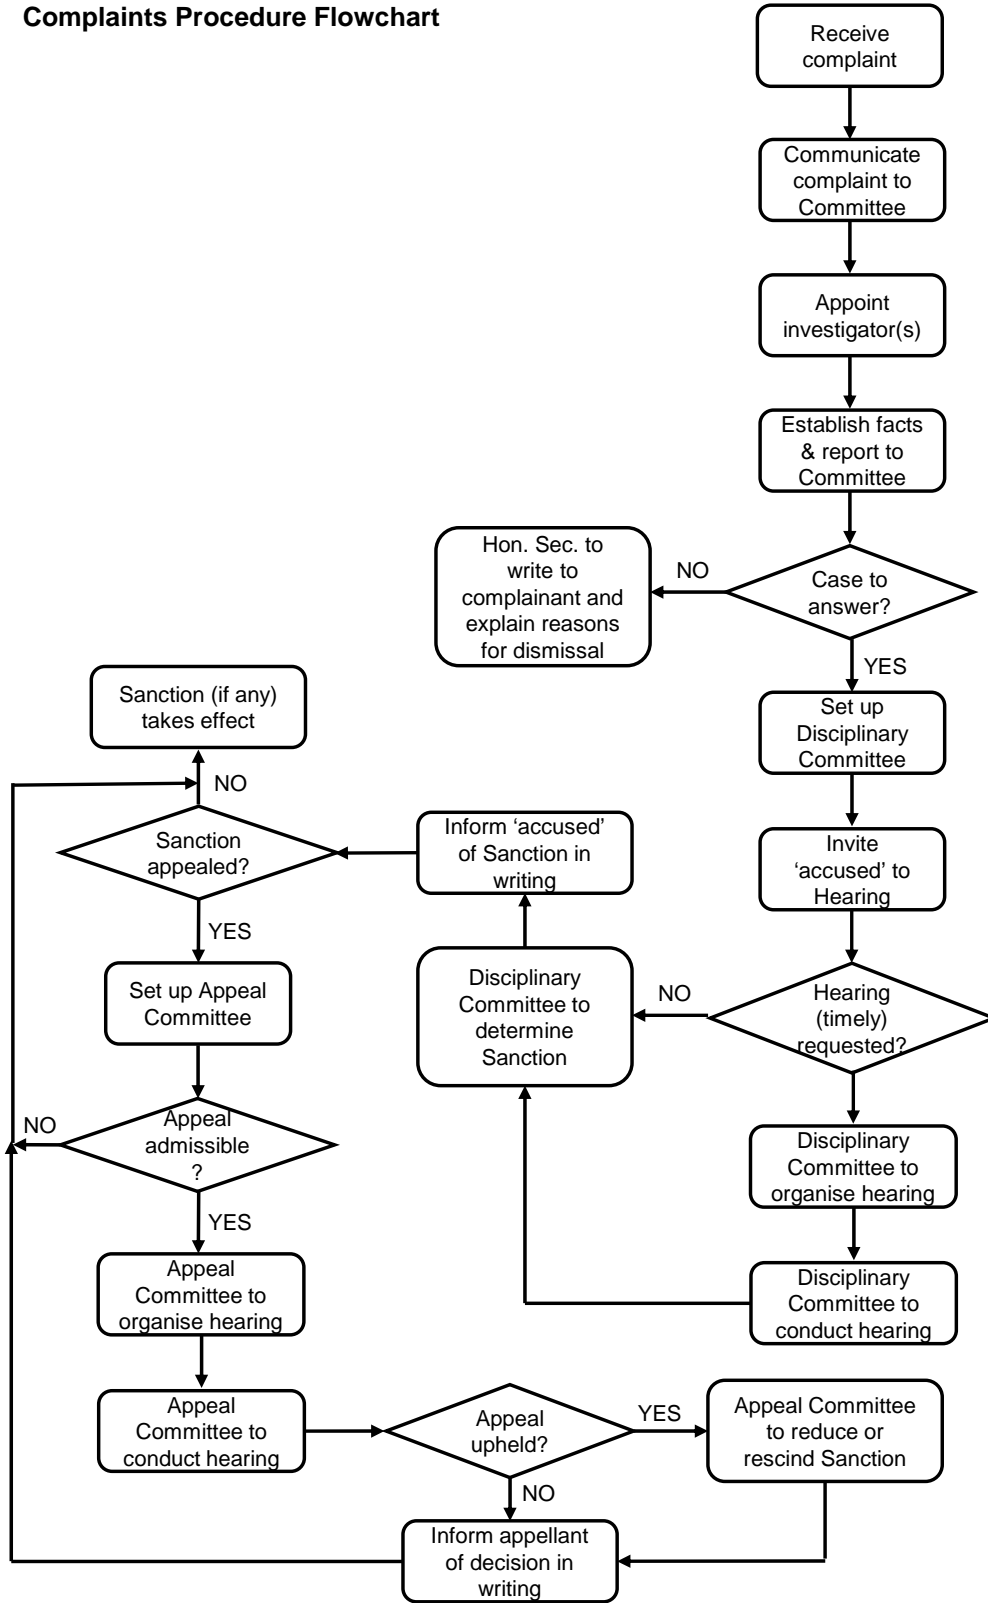 Complaints Procedure Flowchart
Receive
complaint
Communicate
complaint to
Committee
Appoint
investigator(s)
Establish facts
& report to
Committee
Case to
answer?
NO
Hon. Sec. to
write to
complainant and
explain reasons
for dismissal
YES
Set up
Disciplinary
Committee
Invite
‘accused’ to
Hearing
Hearing
(timely)
requested?
NO
Disciplinary
Committee to
organise hearing
Disciplinary
Committee to
conduct hearing
Disciplinary
Committee to
determine
Sanction
Inform ‘accused’
of Sanction in
writing
Sanction
appealed?
NO
Sanction (if any)
takes effect
YES
Set up Appeal
Committee
Appeal
admissible
?
NO
YES
Appeal
Committee to
organise hearing
Appeal
Committee to
conduct hearing
Appeal
upheld?
YES
Appeal Committee
to reduce or
rescind Sanction
NO
Inform appellant
of decision in
writing